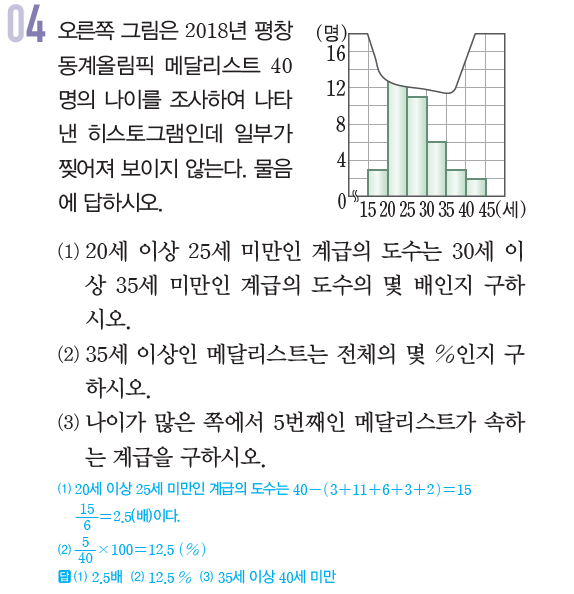 04 오른쪽 그림은 2018년 평창
동계올림픽 메달리스트 40
명의 나이를 조사하여 나타
낸 히스토그램인데 일부가
찢어져 보이지 않는다. 물음
에 답하시오.
(명)
16
12
8
4
0
15 20 25 30 35 40 45(세)
(1) 20세 이상 25세 미만인 계급의 도수는 30세 이
상 35세 미만인 계급의 도수의 몇 배인지 구하
시오.
(2) 35세 이상인 메달리스트는 전체의 몇 %인지 구
하시오.
(3) 나이가 많은 쪽에서 5번째인 메달리스트가 속하
는 계급을 구하시오.
(1) 20세 이상 25세 미만인 계급의 도수는 40-(3+11+6+3+2)=15
15/6=2.5(배)이다.
(2) 5/40×100=12.5 (%)
답 (1) 2.5배 (2) 12.5 % (3) 35세 이상 40세 미만